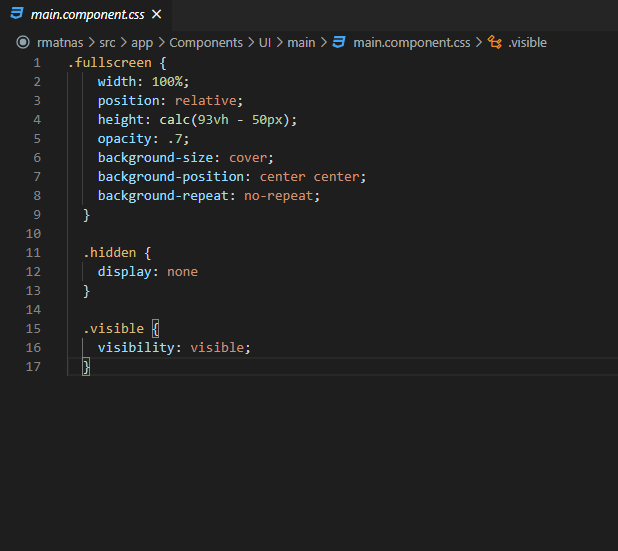 main.component.css ×
rmatnas > src > app > Components > UI > main > main.component.css > .visible
1 .fullscreen {
2 width: 100%;
3 position: relative;
4 height: calc(93vh - 50px);
5 opacity: .7;
6 background-size: cover;
7 background-position: center center;
8 background-repeat: no-repeat;
9 }
10
11 .hidden {
12 display: none
13 }
14
15 .visible {
16 visibility: visible;
17 }